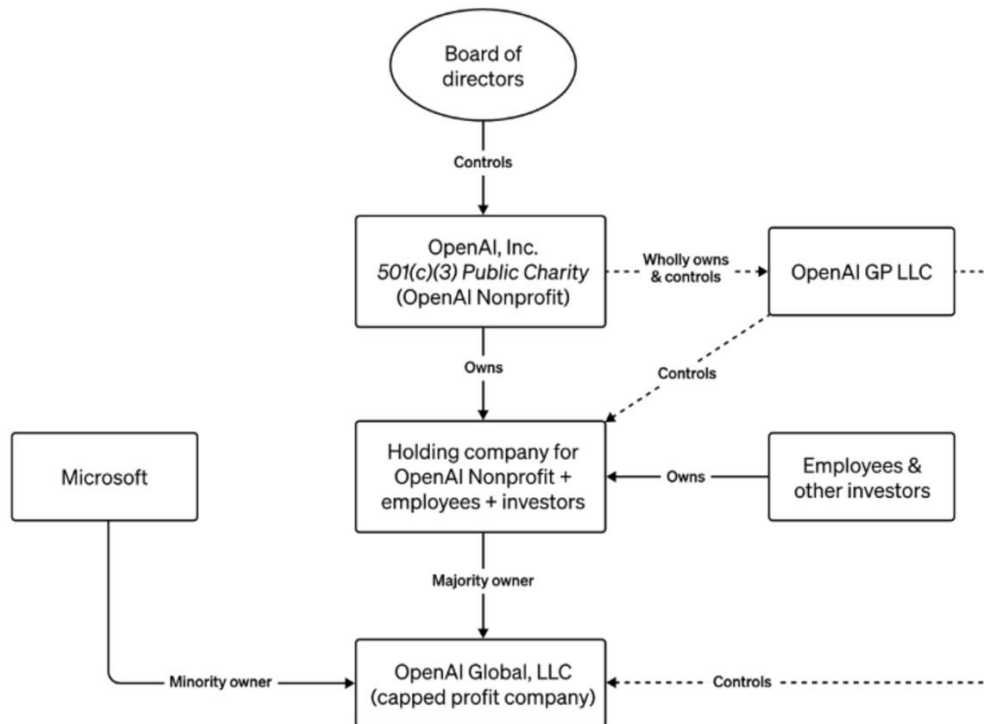 Board of
directors
Controls
OpenAI, Inc.
501(c)(3) Public Charity
(OpenAI Nonprofit)
Wholly owns
& controls
OpenAI GP LLC
Owns
Controls
Microsoft
Holding company for
OpenAI Nonprofit +
employees + investors
Owns
Employees &
other investors
Majority owner
Minority owner
OpenAI Global, LLC
(capped profit company)
Controls